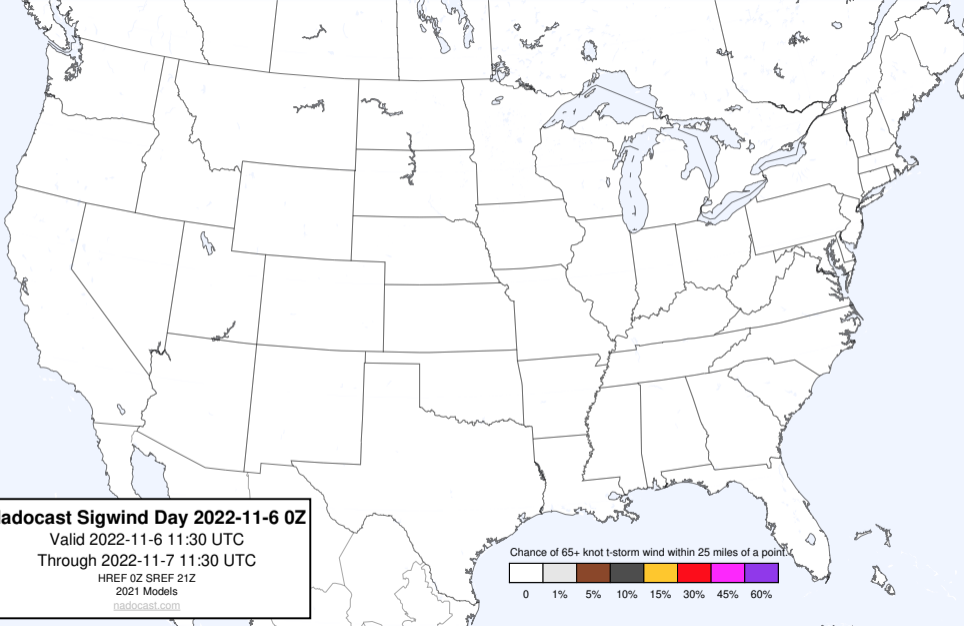 adocast Sigwind Day 2022-11-6 0Z
Valid 2022-11-6 11:30 UTC
Through 2022-11-7 11:30 UTC
HREF 0Z SREF 21Z
2021 Models
nadocast.com
Chance of 65+ knot t-storm wind within 25 miles of a point.
0 1% 5% 10% 15% 30% 45% 60%